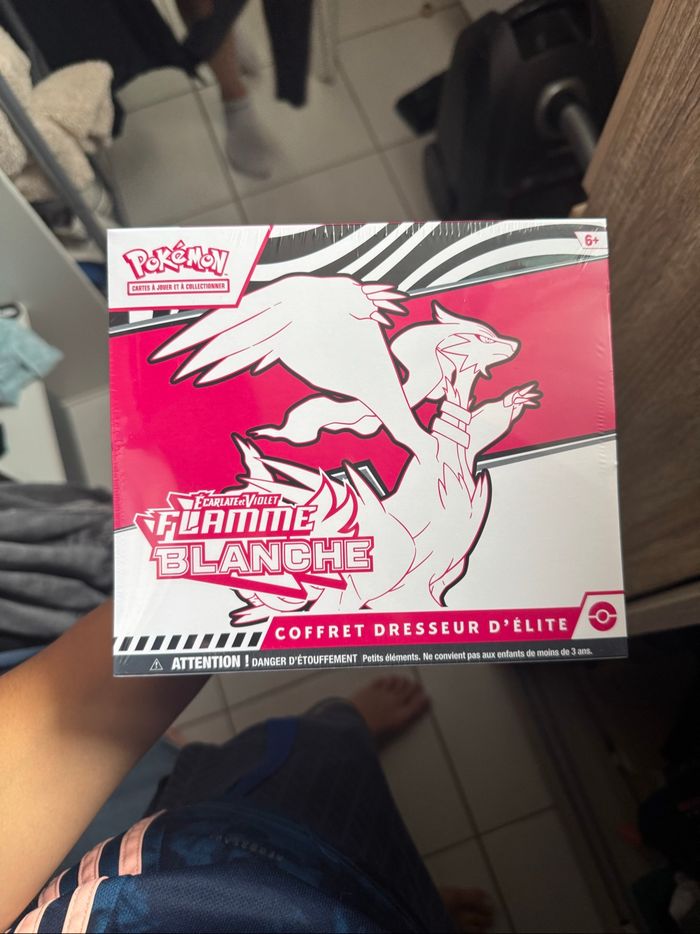 POKÉMON
CARTES À JOUER ET À COLLECTIONNER
6+
ÉCARLATE ET VIOLET
FLAMME
BLANCHE
COFFRET DRESSEUR D'ÉLITE
ATTENTION ! DANGER D'ÉTOUFFEMENT Petits éléments. Ne convient pas aux enfants de moins de 3 ans.